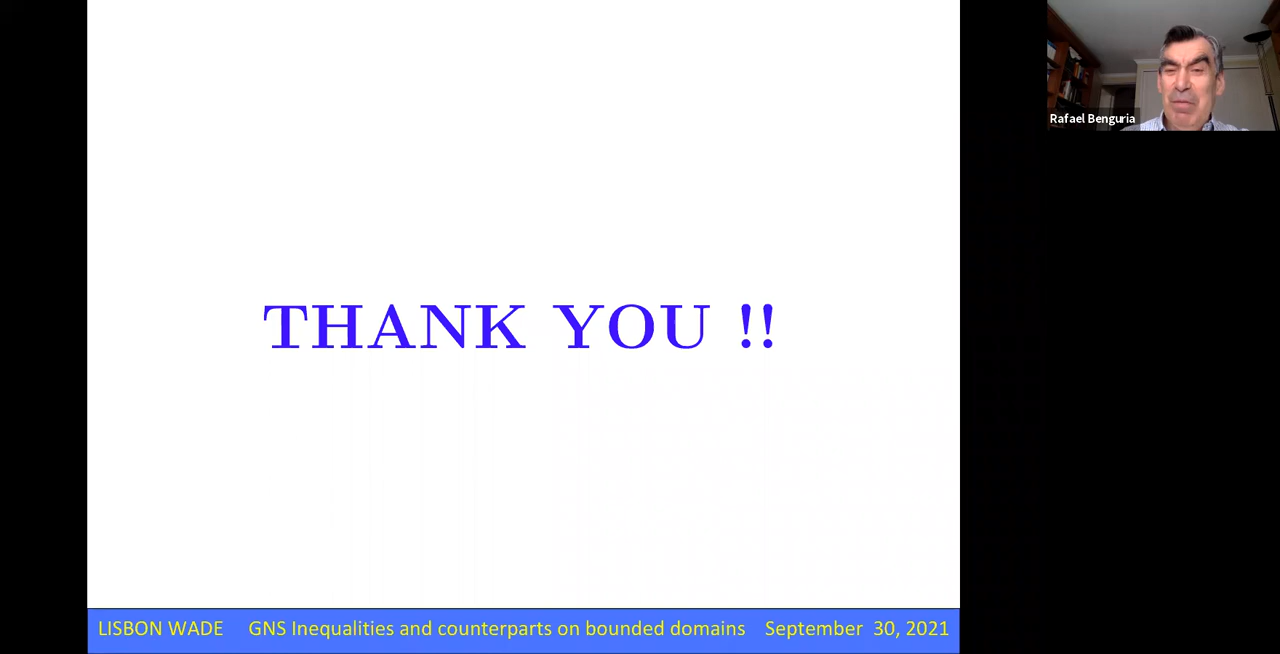 Rafael Benguria
THANK YOU !!
LISBON WADE GNS Inequalities and counterparts on bounded domains September 30, 2021